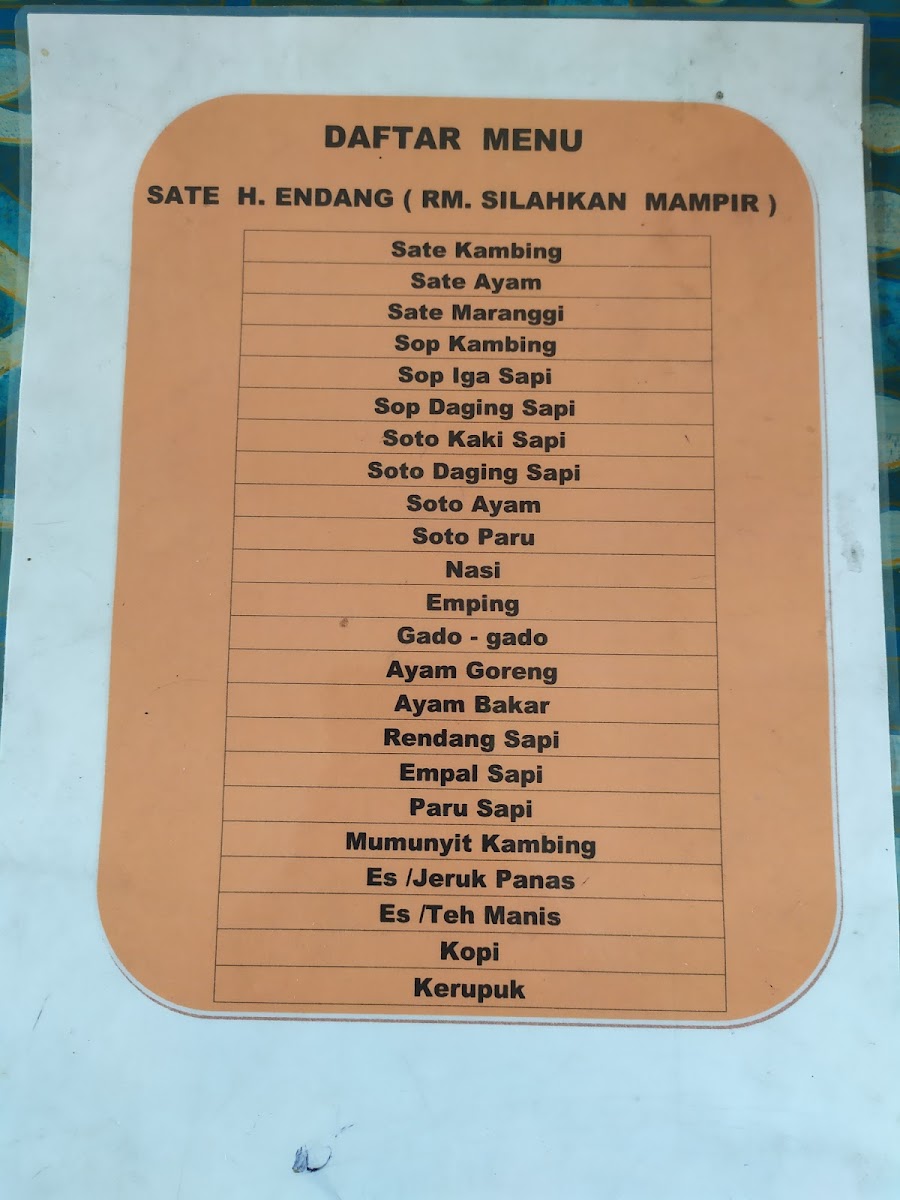 DAFTAR MENU
SATE H. ENDANG ( RM. SILAHKAN MAMPIR )
Sate Kambing
Sate Ayam
Sate Maranggi
Sop Kambing
Sop Iga Sapi
Sop Daging Sapi
Soto Kaki Sapi
Soto Daging Sapi
Soto Ayam
Soto Paru
Nasi
Emping
Gado - gado
Ayam Goreng
Ayam Bakar
Rendang Sapi
Empal Sapi
Paru Sapi
Mumunyit Kambing
Es /Jeruk Panas
Es /Teh Manis
Kopi
Kerupuk